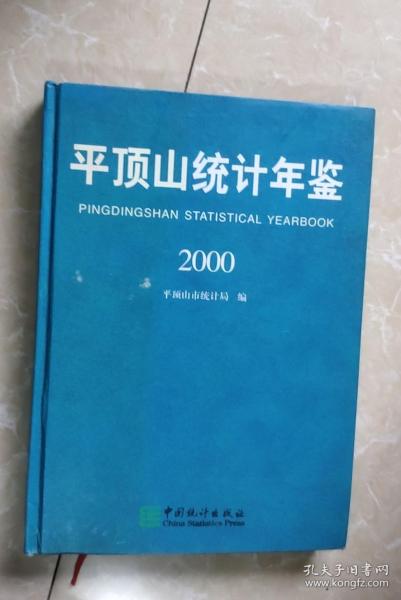 平顶山统计年鉴
PINGDINGSHAN STATISTICAL YEARBOOK
2000
平顶山市统计局 编
中国统计出版社
China Statistics Press
孔夫子旧书网
www.kongfz.com